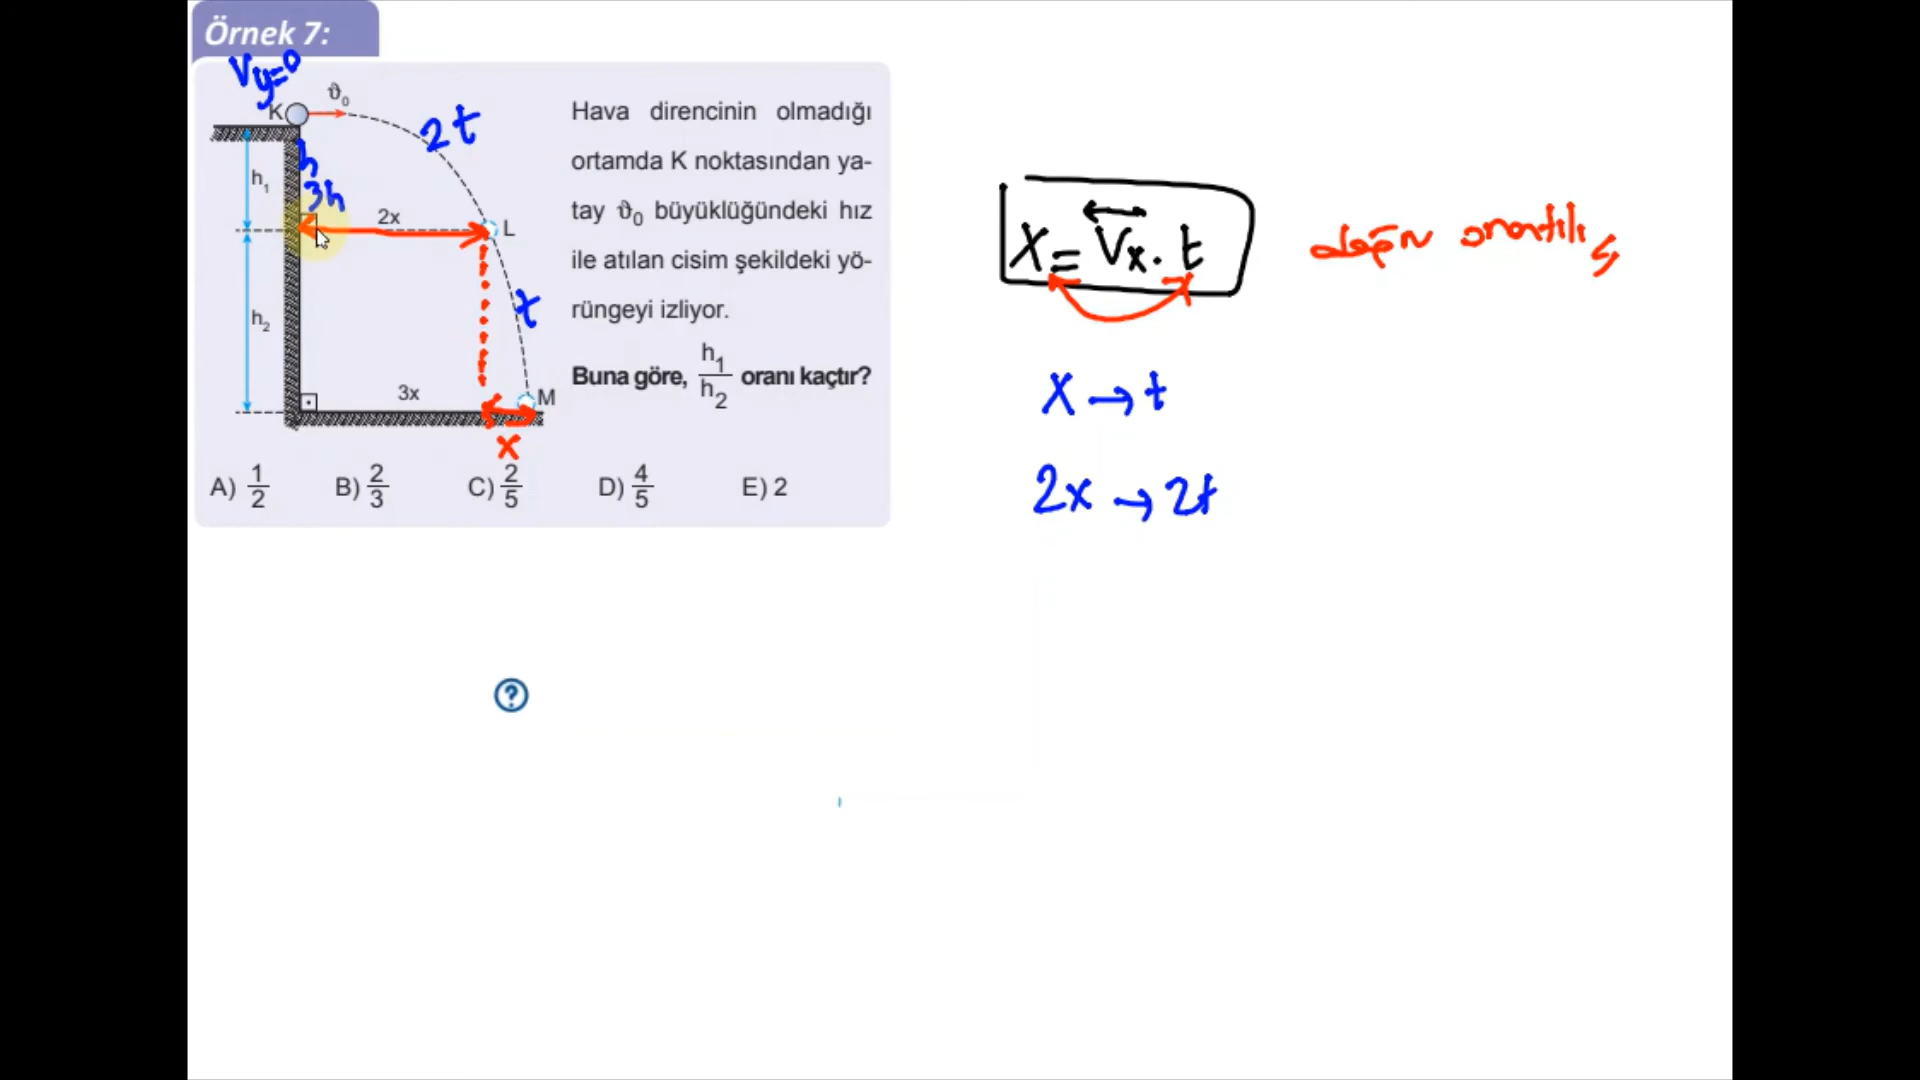 Örnek 7:
Vy=0
K
ϑ0
2t
h
3h
h1
2x
L
h2
t
3x
M
x
Hava direncinin olmadığı
ortamda K noktasından ya-
tay ϑ0 büyüklüğündeki hız
ile atılan cisim şekildeki yö-
rüngeyi izliyor.
Buna göre, h1/h2 oranı kaçtır?
A) 1/2 B) 2/3 C) 2/5 D) 4/5 E) 2
X = Vx . t
orantılı
X → t
2x → 2t
?